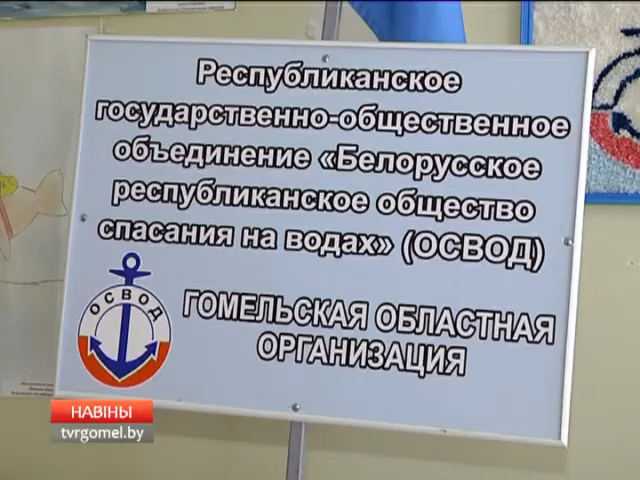 Республиканское
государственно-общественное
объединение «Белорусское
республиканское общество
спасания на водах» (ОСВОД)
ОСВОД
ГОМЕЛЬСКАЯ ОБЛАСТНАЯ
ОРГАНИЗАЦИЯ
НАВІНЫ
tvrgomel.by